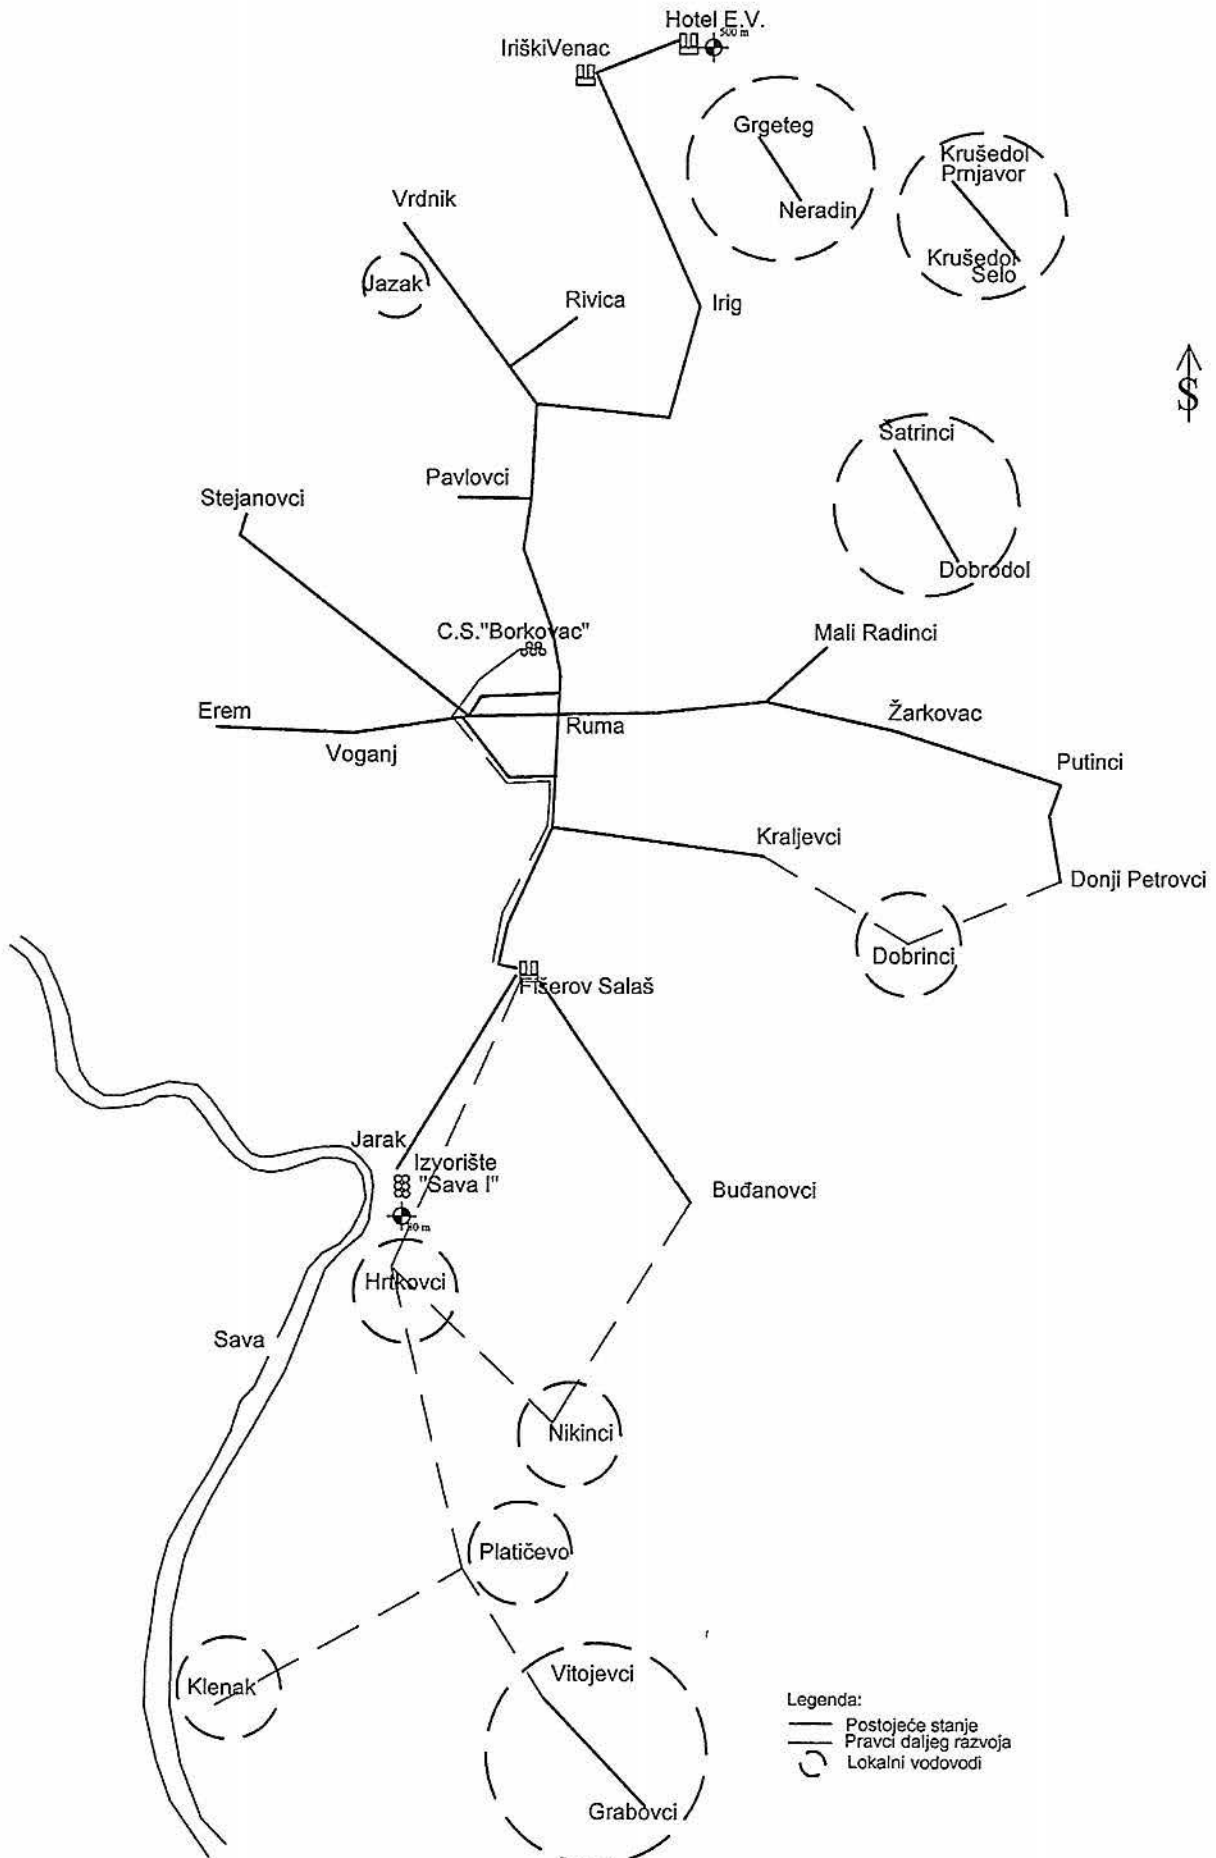 Hotel E.V.
500 m
IriškiVenac
Grgeteg
Neradin
Krušedol
Prnjavor
Krušedol
Selo
Vrdnik
Jazak
Rivica
Irig
S
Šatrinci
Dobrodol
Pavlovci
Stejanovci
C.S."Borkovac"
Mali Radinci
Erem
Voganj
Ruma
Žarkovac
Putinci
Kraljevci
Donji Petrovci
Dobrinci
Fišerov Salaš
Jarak
Izvorište
"Sava I"
80 m
Buđanovci
Hrtkovci
Sava
Nikinci
Platičevo
Klenak
Vitojevci
Grabovci
Legenda:
Postojeće stanje
Pravci daljeg razvoja
Lokalni vodovodi